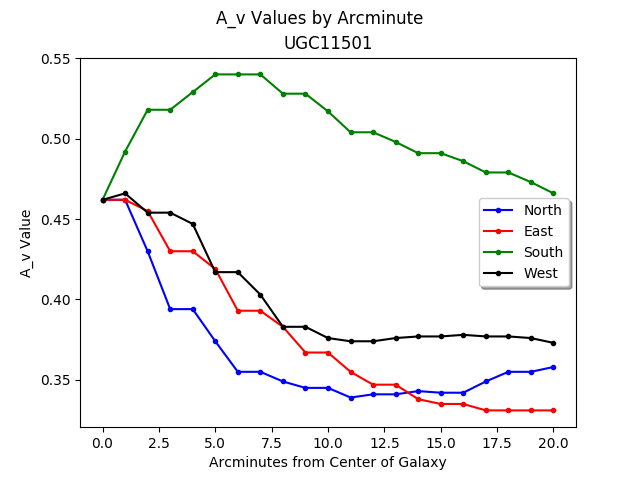 A_v Values by Arcminute
UGC11501
0.55
0.50
0.45
0.40
0.35
A_v Value
North
East
South
West
0.0 2.5 5.0 7.5 10.0 12.5 15.0 17.5 20.0
Arcminutes from Center of Galaxy